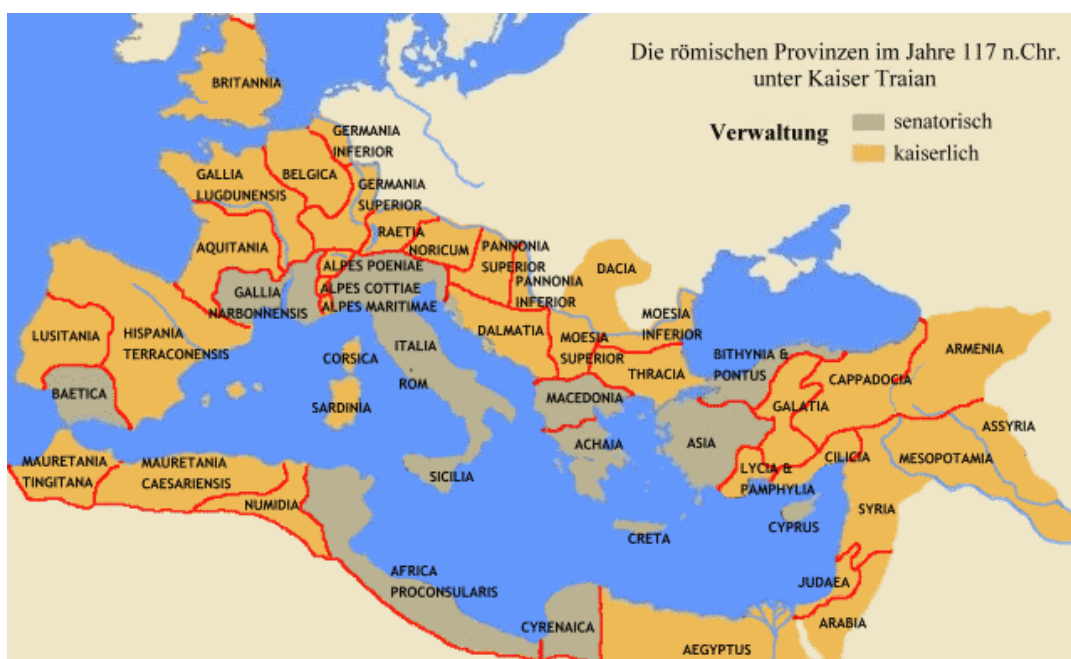 Die römischen Provinzen im Jahre 117 n.Chr.
unter Kaiser Traian
Verwaltung
senatorisch
kaiserlich
BRITANNIA
GERMANIA
INFERIOR
BELGICA
GALLIA
LUGDUNENSIS
GERMANIA
SUPERIOR
AQUITANIA
RAETIA
NORICUM
PANNONIA
SUPERIOR
PANNONIA
INFERIOR
DACIA
ALPES POENIAE
ALPES COTTIAE
ALPES MARITIMAE
GALLIA
NARBONNENSIS
LUSITANIA
HISPANIA
TERRACONENSIS
BAETICA
CORSICA
SARDINIA
ITALIA
ROM
SICILIA
DALMATIA
MOESIA
SUPERIOR
MOESIA
INFERIOR
THRACIA
MACEDONIA
ACHAIA
CRETA
BITHYNIA &
PONTUS
ASIA
GALATIA
CAPPADOCIA
ARMENIA
ASSYRIA
MESOPOTAMIA
CILICIA
LYCIA &
PAMPHYLIA
CYPRUS
SYRIA
JUDAEA
ARABIA
MAURETANIA
TINGITANA
MAURETANIA
CAESARIENSIS
NUMIDIA
AFRICA
PROCONSULARIS
CYRENAICA
AEGYPTUS